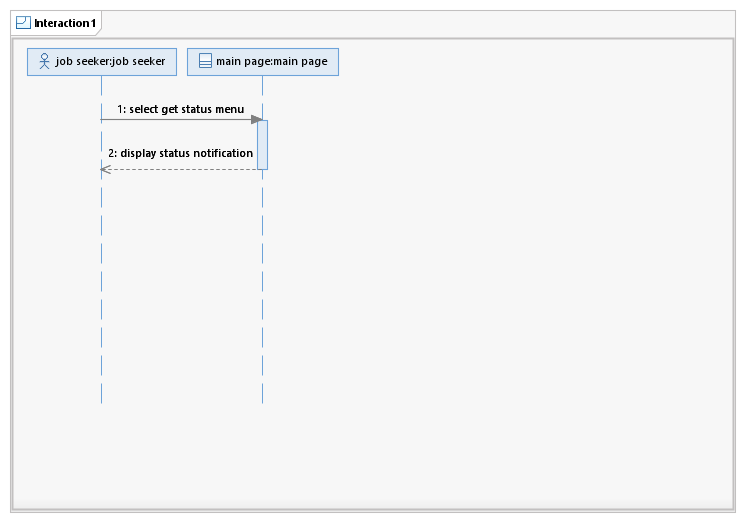 Interaction1
job seeker:job seeker
main page:main page
1: select get status menu
2: display status notification